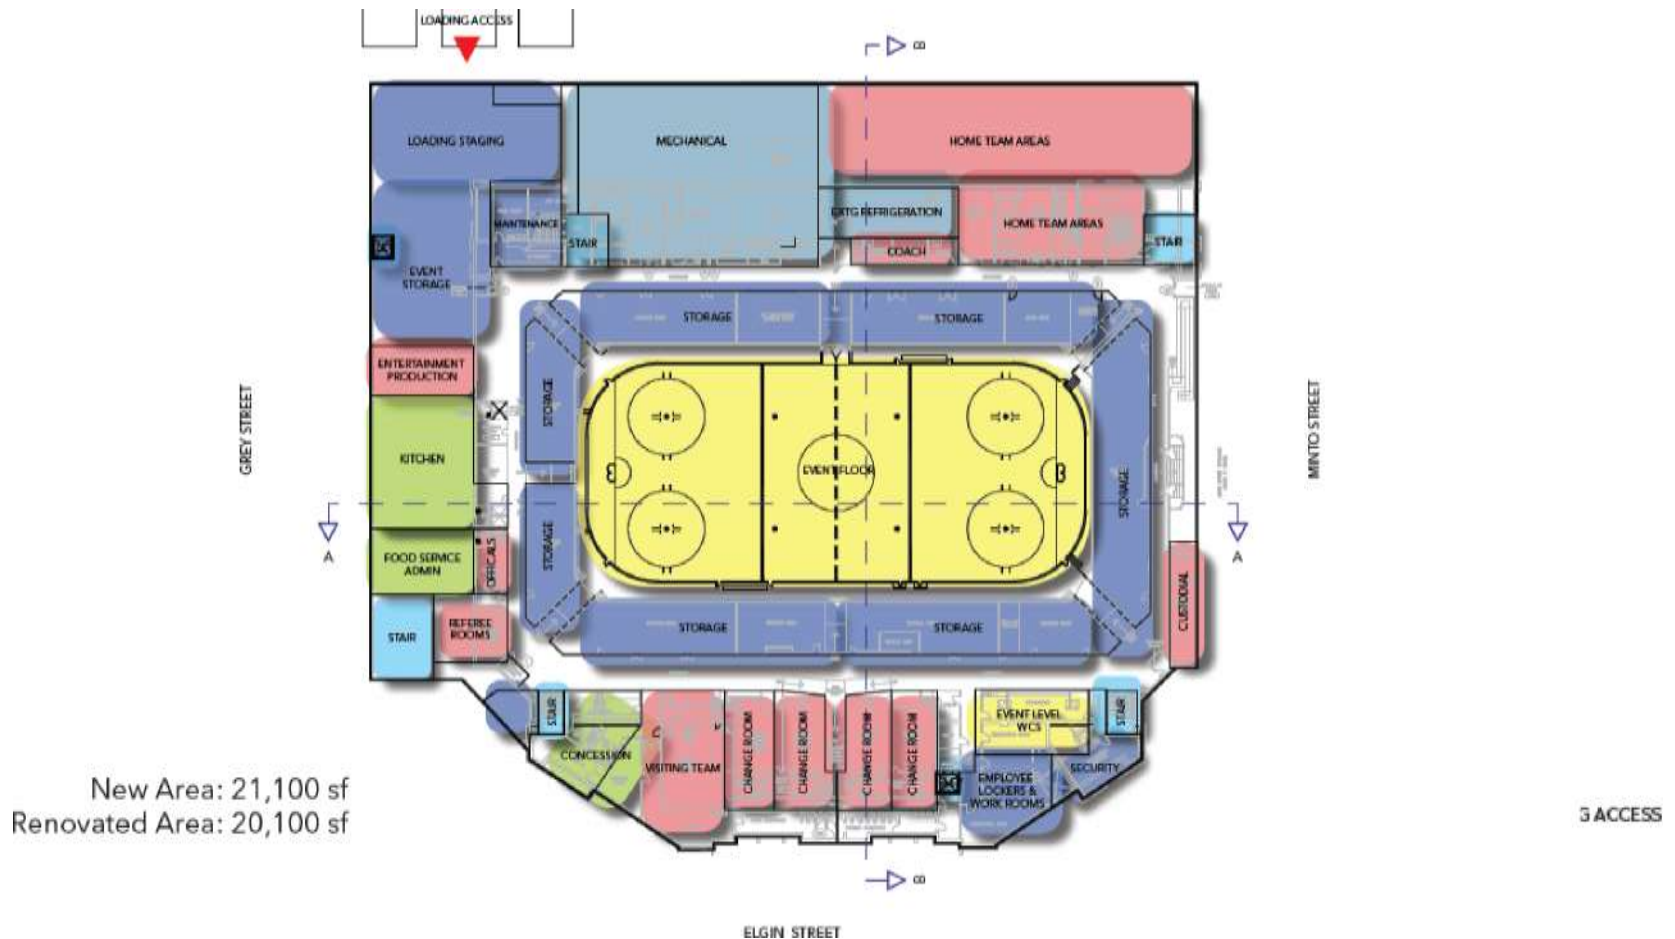 LOADING ACCESS
B
LOADING STAGING
MECHANICAL
HOME TEAM AREAS
EXTG REFRIGERATION
MAINTENANCE
HOME TEAM AREAS
STAIR
COACH
STAIR
EVENT
STORAGE
STORAGE
STORAGE
ENTERTAINMENT
PRODUCTION
STORAGE
GREY STREET
MINTO STREET
KITCHEN
EVENT FLOOR
STORAGE
STORAGE
A
A
FOOD SERVICE
ADMIN
OFFICALS
CUSTODIAL
STAIR
REFEREE
ROOMS
STORAGE
STORAGE
STAIR
EVENT LEVEL
WCS
STAIR
CONCESSION
VISITING TEAM
CHANGE ROOM
CHANGE ROOM
CHANGE ROOM
CHANGE ROOM
SECURITY
EMPLOYEE
LOCKERS &
WORK ROOMS
New Area: 21,100 sf
Renovated Area: 20,100 sf
G ACCESS
B
ELGIN STREET